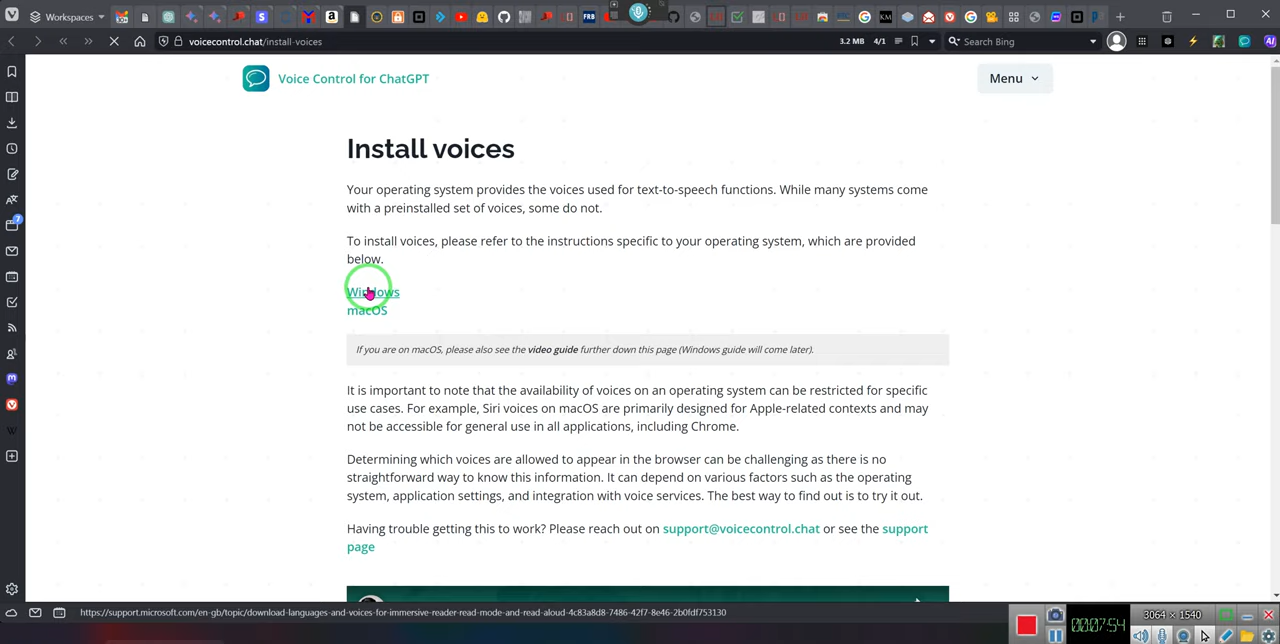 Workspaces
voicecontrol.chat/install-voices
3.2 MB
4/1
Search Bing
Voice Control for ChatGPT
Menu
Install voices
Your operating system provides the voices used for text-to-speech functions. While many systems come
with a preinstalled set of voices, some do not.
To install voices, please refer to the instructions specific to your operating system, which are provided
below.
Windows
macOS
If you are on macOS, please also see the video guide further down this page (Windows guide will come later).
It is important to note that the availability of voices on an operating system can be restricted for specific
use cases. For example, Siri voices on macOS are primarily designed for Apple-related contexts and may
not be accessible for general use in all applications, including Chrome.
Determining which voices are allowed to appear in the browser can be challenging as there is no
straightforward way to know this information. It can depend on various factors such as the operating
system, application settings, and integration with voice services. The best way to find out is to try it out.
Having trouble getting this to work? Please reach out on support@voicecontrol.chat or see the support
page
https://support.microsoft.com/en-gb/topic/download-languages-and-voices-for-immersive-reader-read-mode-and-read-aloud-4c83a8d8-7486-42f7-8e46-2b0fdf753130
00:07:54
3064 × 1540